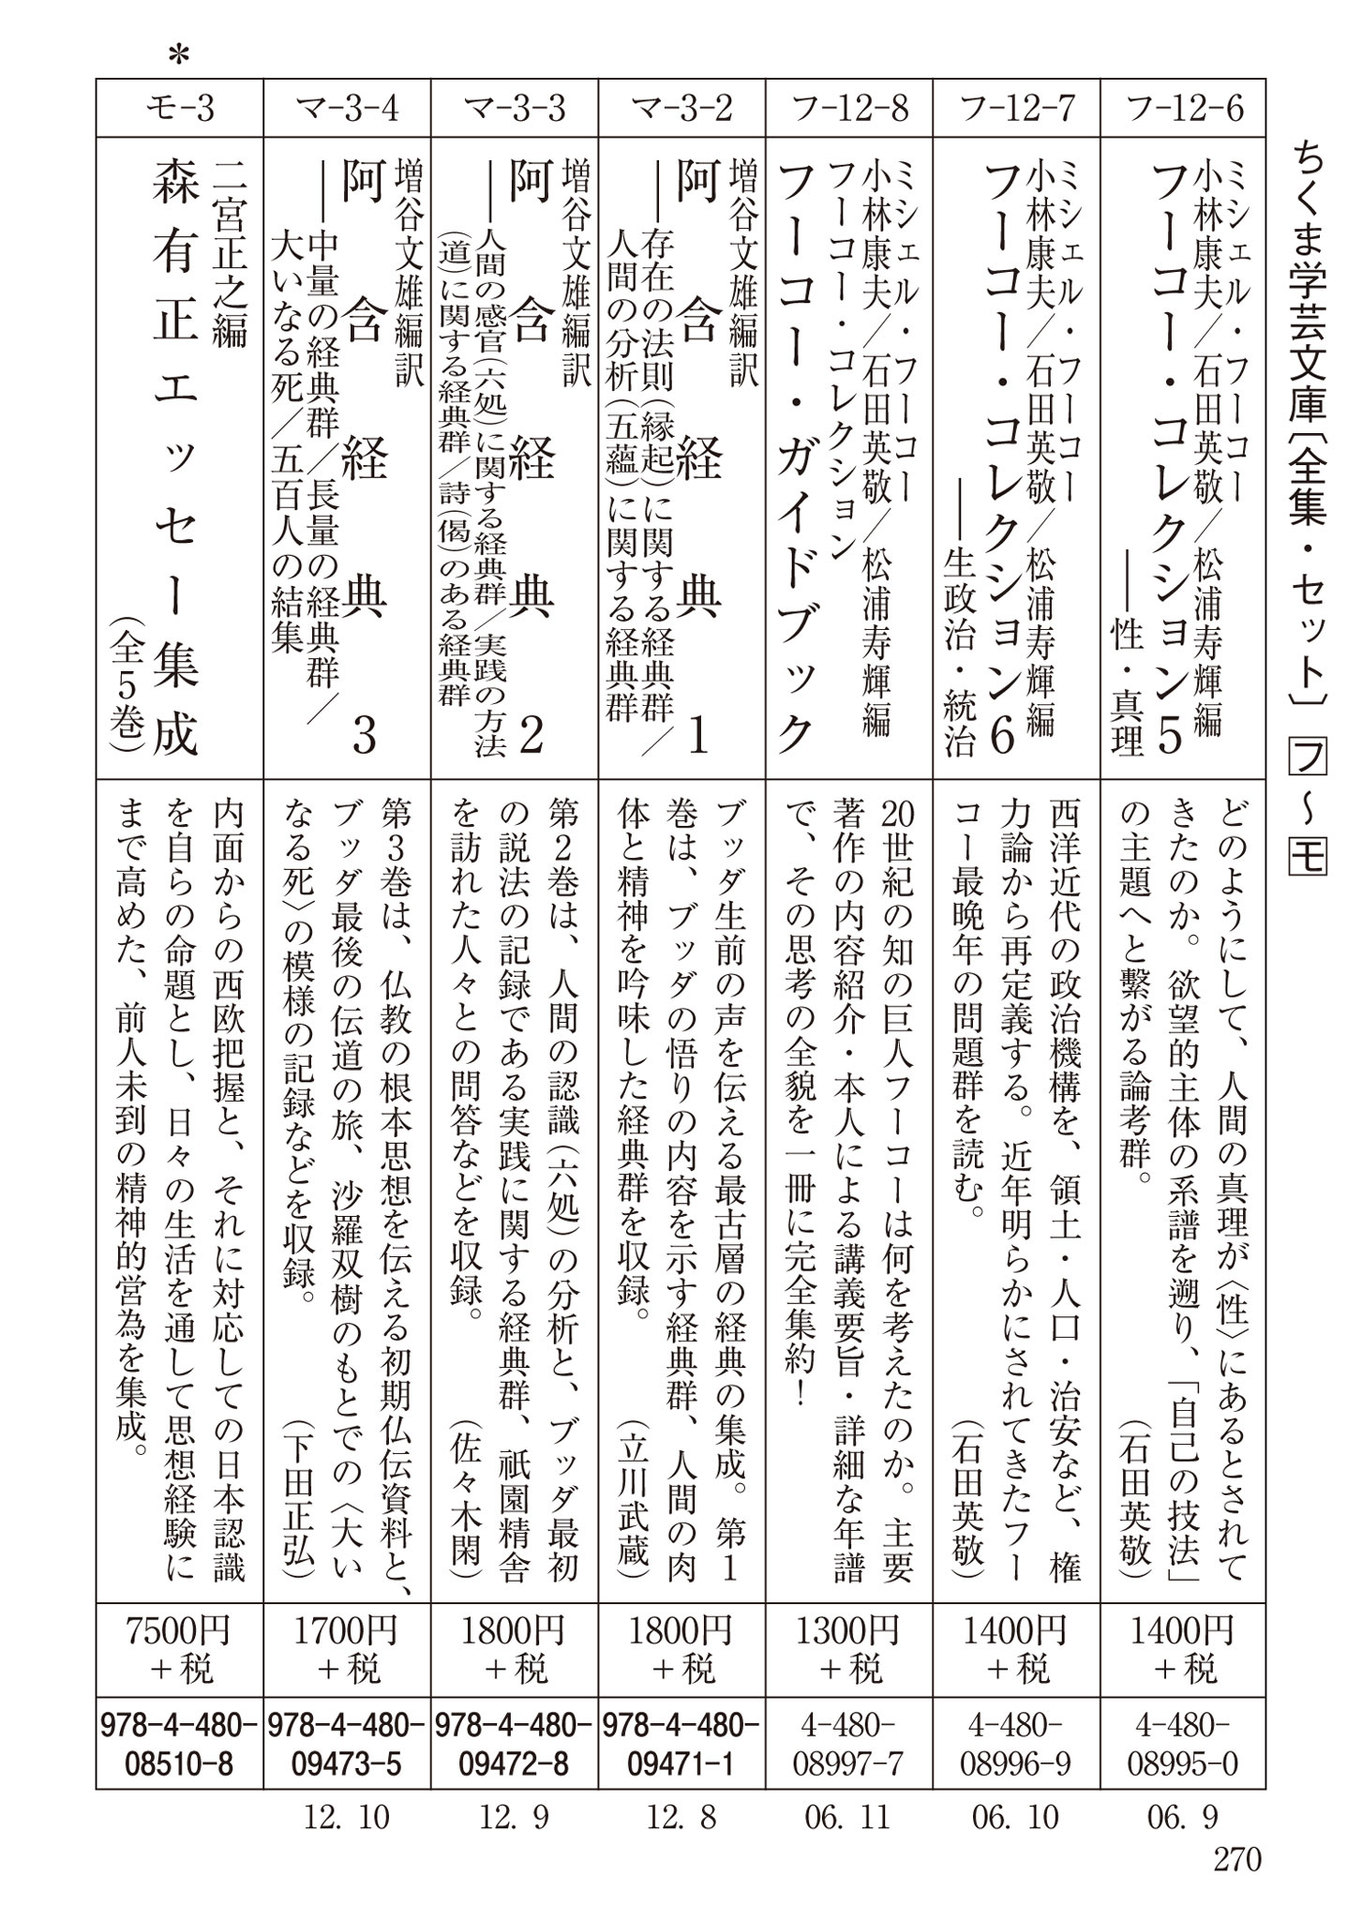 ちくま学芸文庫〔全集・セット〕 フ〜モ
フ-12-6
ミシェル・フーコー
小林康夫／石田英敬／松浦寿輝編
フーコー・コレクション5
――性・真理
どのようにして、人間の真理が〈性〉にあるとされて
きたのか。欲望的主体の系譜を遡り、「自己の技法」
の主題へと繋がる論考群。
（石田英敬）
1400円
＋税
4-480-
08995-0
06. 9
フ-12-7
ミシェル・フーコー
小林康夫／石田英敬／松浦寿輝編
フーコー・コレクション6
――生政治・統治
西洋近代の政治機構を、領土・人口・治安など、権
力論から再定義する。近年明らかにされてきたフー
コー最晩年の問題群を読む。
（石田英敬）
1400円
＋税
4-480-
08996-9
06. 10
フ-12-8
ミシェル・フーコー
小林康夫／石田英敬／松浦寿輝編
フーコー・コレクション
フーコー・ガイドブック
20世紀の知の巨人フーコーは何を考えたのか。主要
著作の内容紹介・本人による講義要旨・詳細な年譜
で、その思考の全貌を一冊に完全集約！
1300円
＋税
4-480-
08997-7
06. 11
マ-3-2
増谷文雄編訳
阿含経典1
――存在の法則（縁起）に関する経典群／
人間の分析（五蘊）に関する経典群
ブッダ生前の声を伝える最古層の経典の集成。第1
巻は、ブッダの悟りの内容を示す経典群、人間の肉
体と精神を吟味した経典群を収録。
（立川武蔵）
1800円
＋税
978-4-480-
09471-1
12. 8
マ-3-3
増谷文雄編訳
阿含経典2
――人間の感官（六処）に関する経典群／実践の方法
（道）に関する経典群／詩（偈）のある経典群
第2巻は、人間の認識（六処）の分析と、ブッダ最初
の説法の記録である実践に関する経典群、祇園精舎
を訪れた人々との問答などを収録。
（佐々木閑）
1800円
＋税
978-4-480-
09472-8
12. 9
マ-3-4
増谷文雄編訳
阿含経典3
――中量の経典群／長量の経典群／
大いなる死／五百人の結集
第3巻は、仏教の根本思想を伝える初期仏伝資料と、
ブッダ最後の伝道の旅、沙羅双樹のもとでの〈大い
なる死〉の模様の記録などを収録。
（下田正弘）
1700円
＋税
978-4-480-
09473-5
12. 10
＊
モ-3
二宮正之編
森有正エッセー集成
（全5巻）
内面からの西欧把握と、それに対応しての日本認識
を自らの命題とし、日々の生活を通して思想経験に
まで高めた、前人未到の精神的営為を集成。
7500円
＋税
978-4-480-
08510-8
270